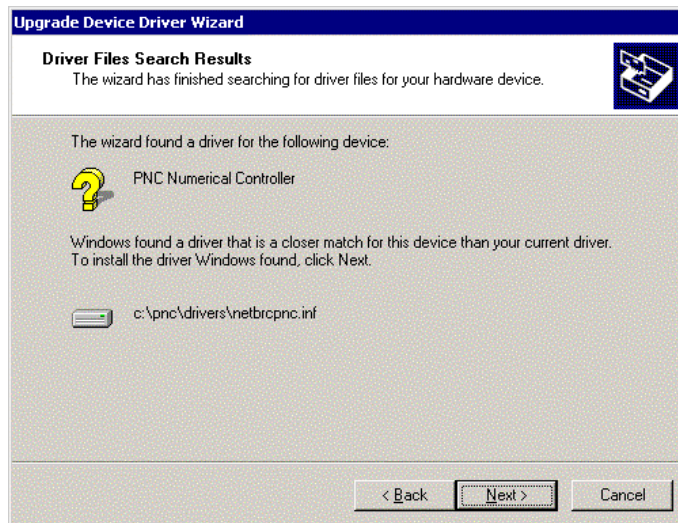 Upgrade Device Driver Wizard
Driver Files Search Results
The wizard has finished searching for driver files for your hardware device.
The wizard found a driver for the following device:
PNC Numerical Controller
Windows found a driver that is a closer match for this device than your current driver.
To install the driver Windows found, click Next.
c:\pnc\drivers\netbrcpnc.inf
< Back Next > Cancel